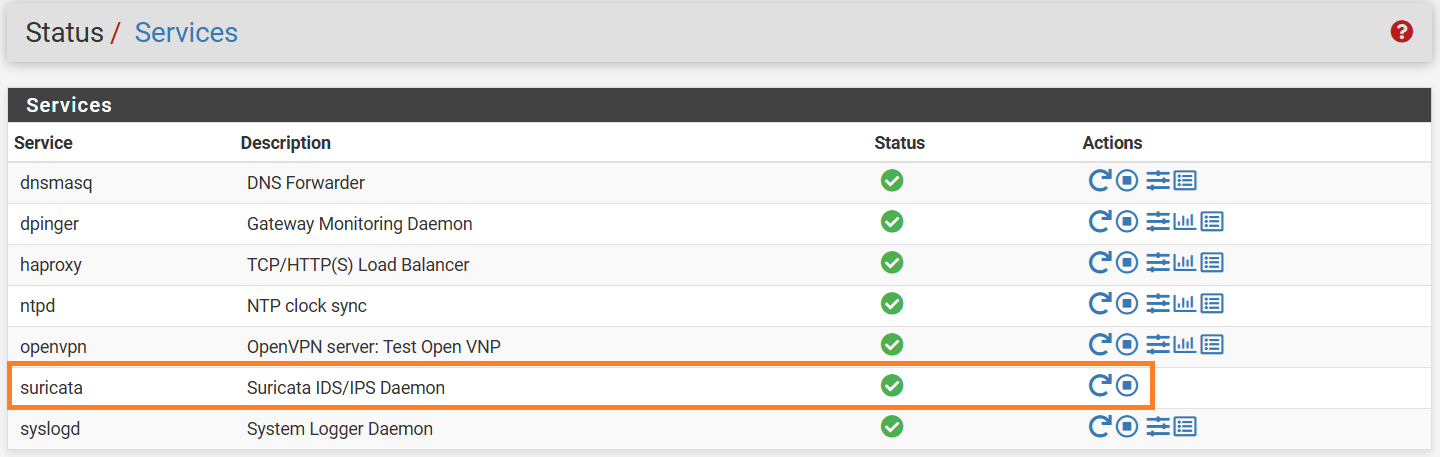 Status / Services
Services
Service Description Status Actions
dnsmasq DNS Forwarder
dpinger Gateway Monitoring Daemon
haproxy TCP/HTTP(S) Load Balancer
ntpd NTP clock sync
openvpn OpenVPN server: Test Open VNP
suricata Suricata IDS/IPS Daemon
syslogd System Logger Daemon